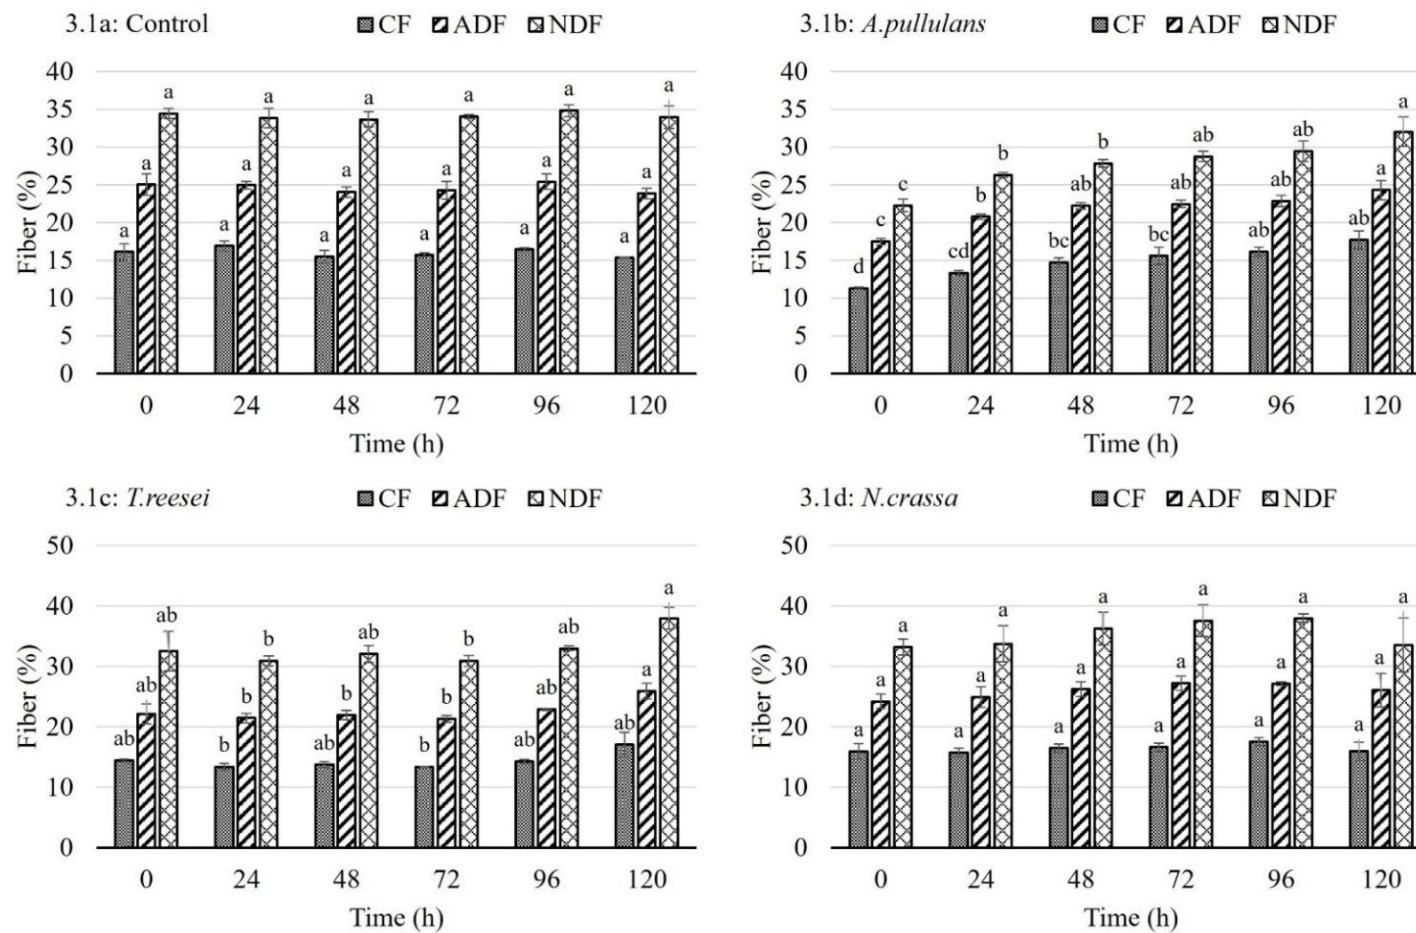 3.1a: Control CF ADF NDF
40
35
30
25
20
15
10
5
0
Fiber (%)
a a a a a a
a a a a a a
a a a a a a
0 24 48 72 96 120
Time (h)
3.1b: A.pullulans CF ADF NDF
40
35
30
25
20
15
10
5
0
Fiber (%)
c b b ab ab a
c b ab ab ab a
d cd bc bc ab ab
0 24 48 72 96 120
Time (h)
3.1c: T.reesei CF ADF NDF
50
40
30
20
10
0
Fiber (%)
ab b ab b ab a
ab b b b ab a
ab b ab b ab ab
0 24 48 72 96 120
Time (h)
3.1d: N.crassa CF ADF NDF
50
40
30
20
10
0
Fiber (%)
a a a a a a
a a a a a a
a a a a a a
0 24 48 72 96 120
Time (h)